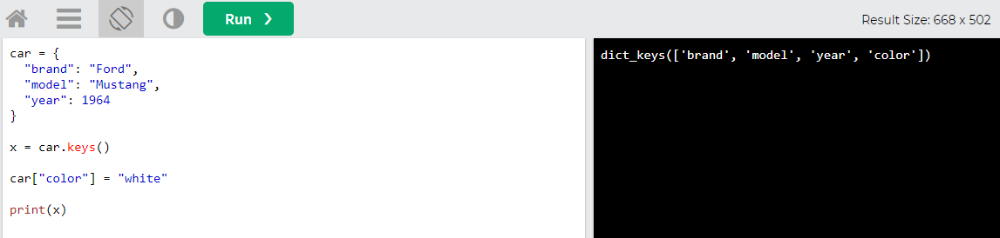 Run ❯
Result Size: 668 x 502
car = {
  "brand": "Ford",
  "model": "Mustang",
  "year": 1964
}
x = car.keys()
car["color"] = "white"
print(x)
dict_keys(['brand', 'model', 'year', 'color'])